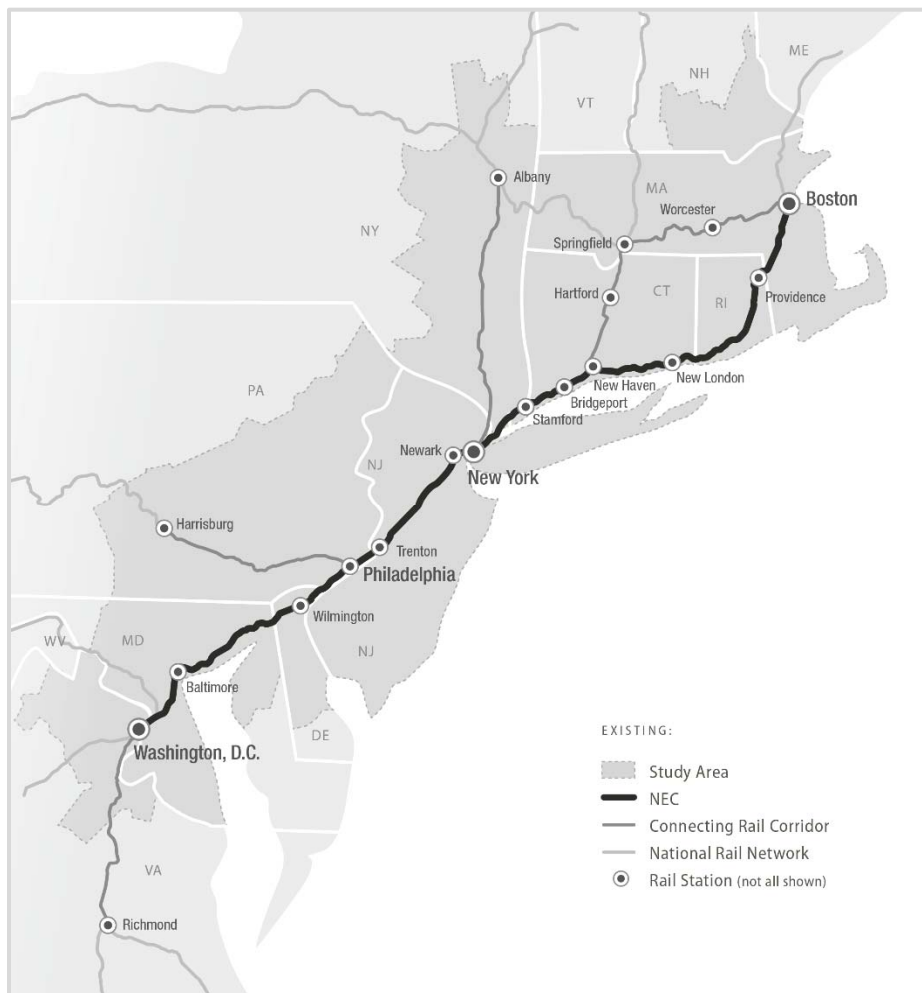 ME
NH
VT
Albany
MA
Boston
Worcester
NY
Springfield
Hartford
CT
RI
Providence
New Haven
New London
Bridgeport
Stamford
PA
Newark
NJ
New York
Harrisburg
Trenton
Philadelphia
Wilmington
WV
MD
NJ
Baltimore
DE
Washington, D.C.
VA
Richmond
EXISTING:
Study Area
NEC
Connecting Rail Corridor
National Rail Network
Rail Station (not all shown)